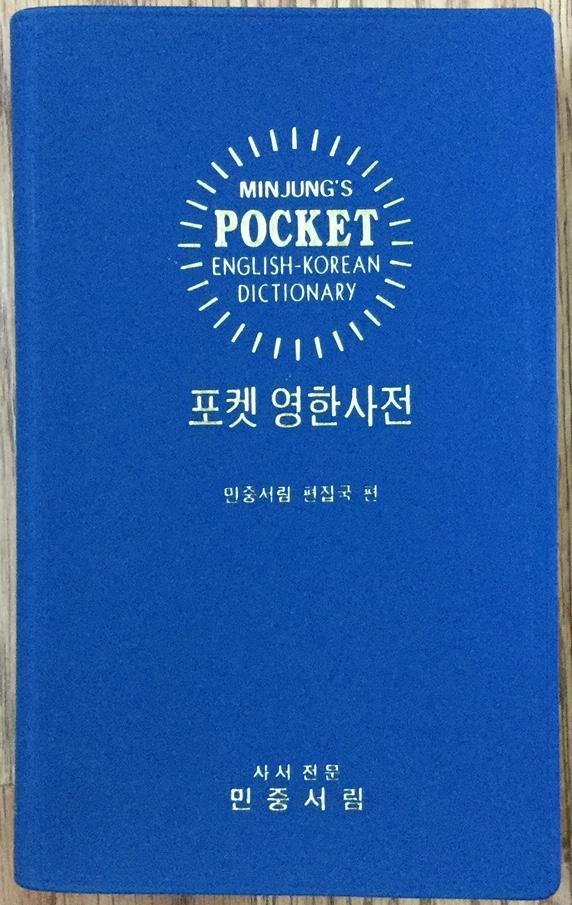 MINJUNG'S
POCKET
ENGLISH-KOREAN
DICTIONARY
포켓 영한사전
민중서림 편집국 편
사서 전문
민중서림